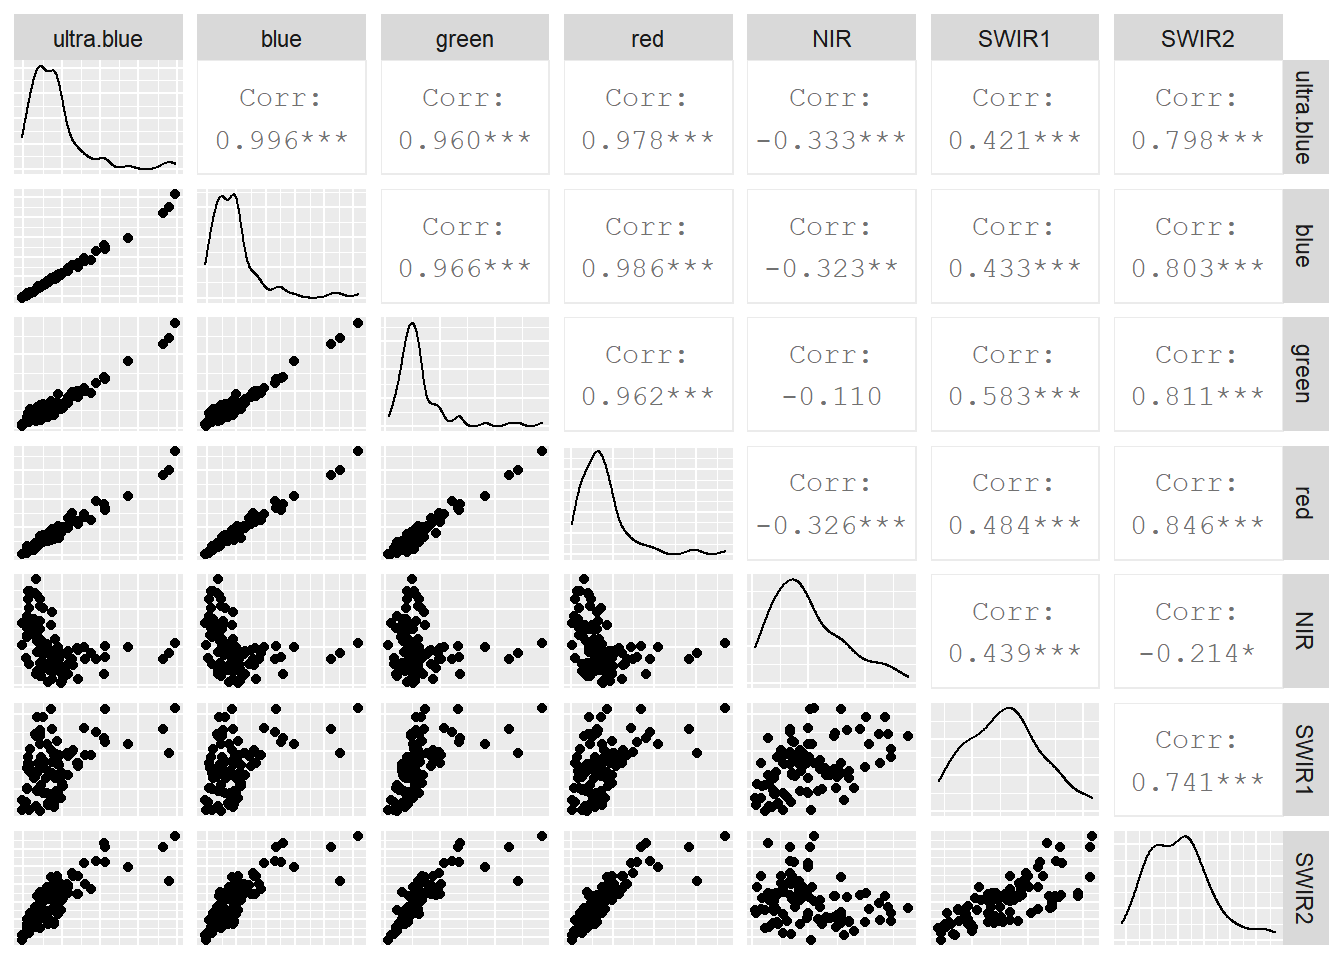 ultra.blue blue green red NIR SWIR1 SWIR2
Corr: Corr: Corr: Corr: Corr: Corr:
0.996*** 0.960*** 0.978*** -0.333*** 0.421*** 0.798***
ultra.blue
Corr: Corr: Corr: Corr: Corr:
0.966*** 0.986*** -0.323** 0.433*** 0.803***
blue
Corr: Corr: Corr: Corr:
0.962*** -0.110 0.583*** 0.811***
green
Corr: Corr: Corr:
-0.326*** 0.484*** 0.846***
red
Corr: Corr:
0.439*** -0.214*
NIR
Corr:
0.741***
SWIR1
SWIR2